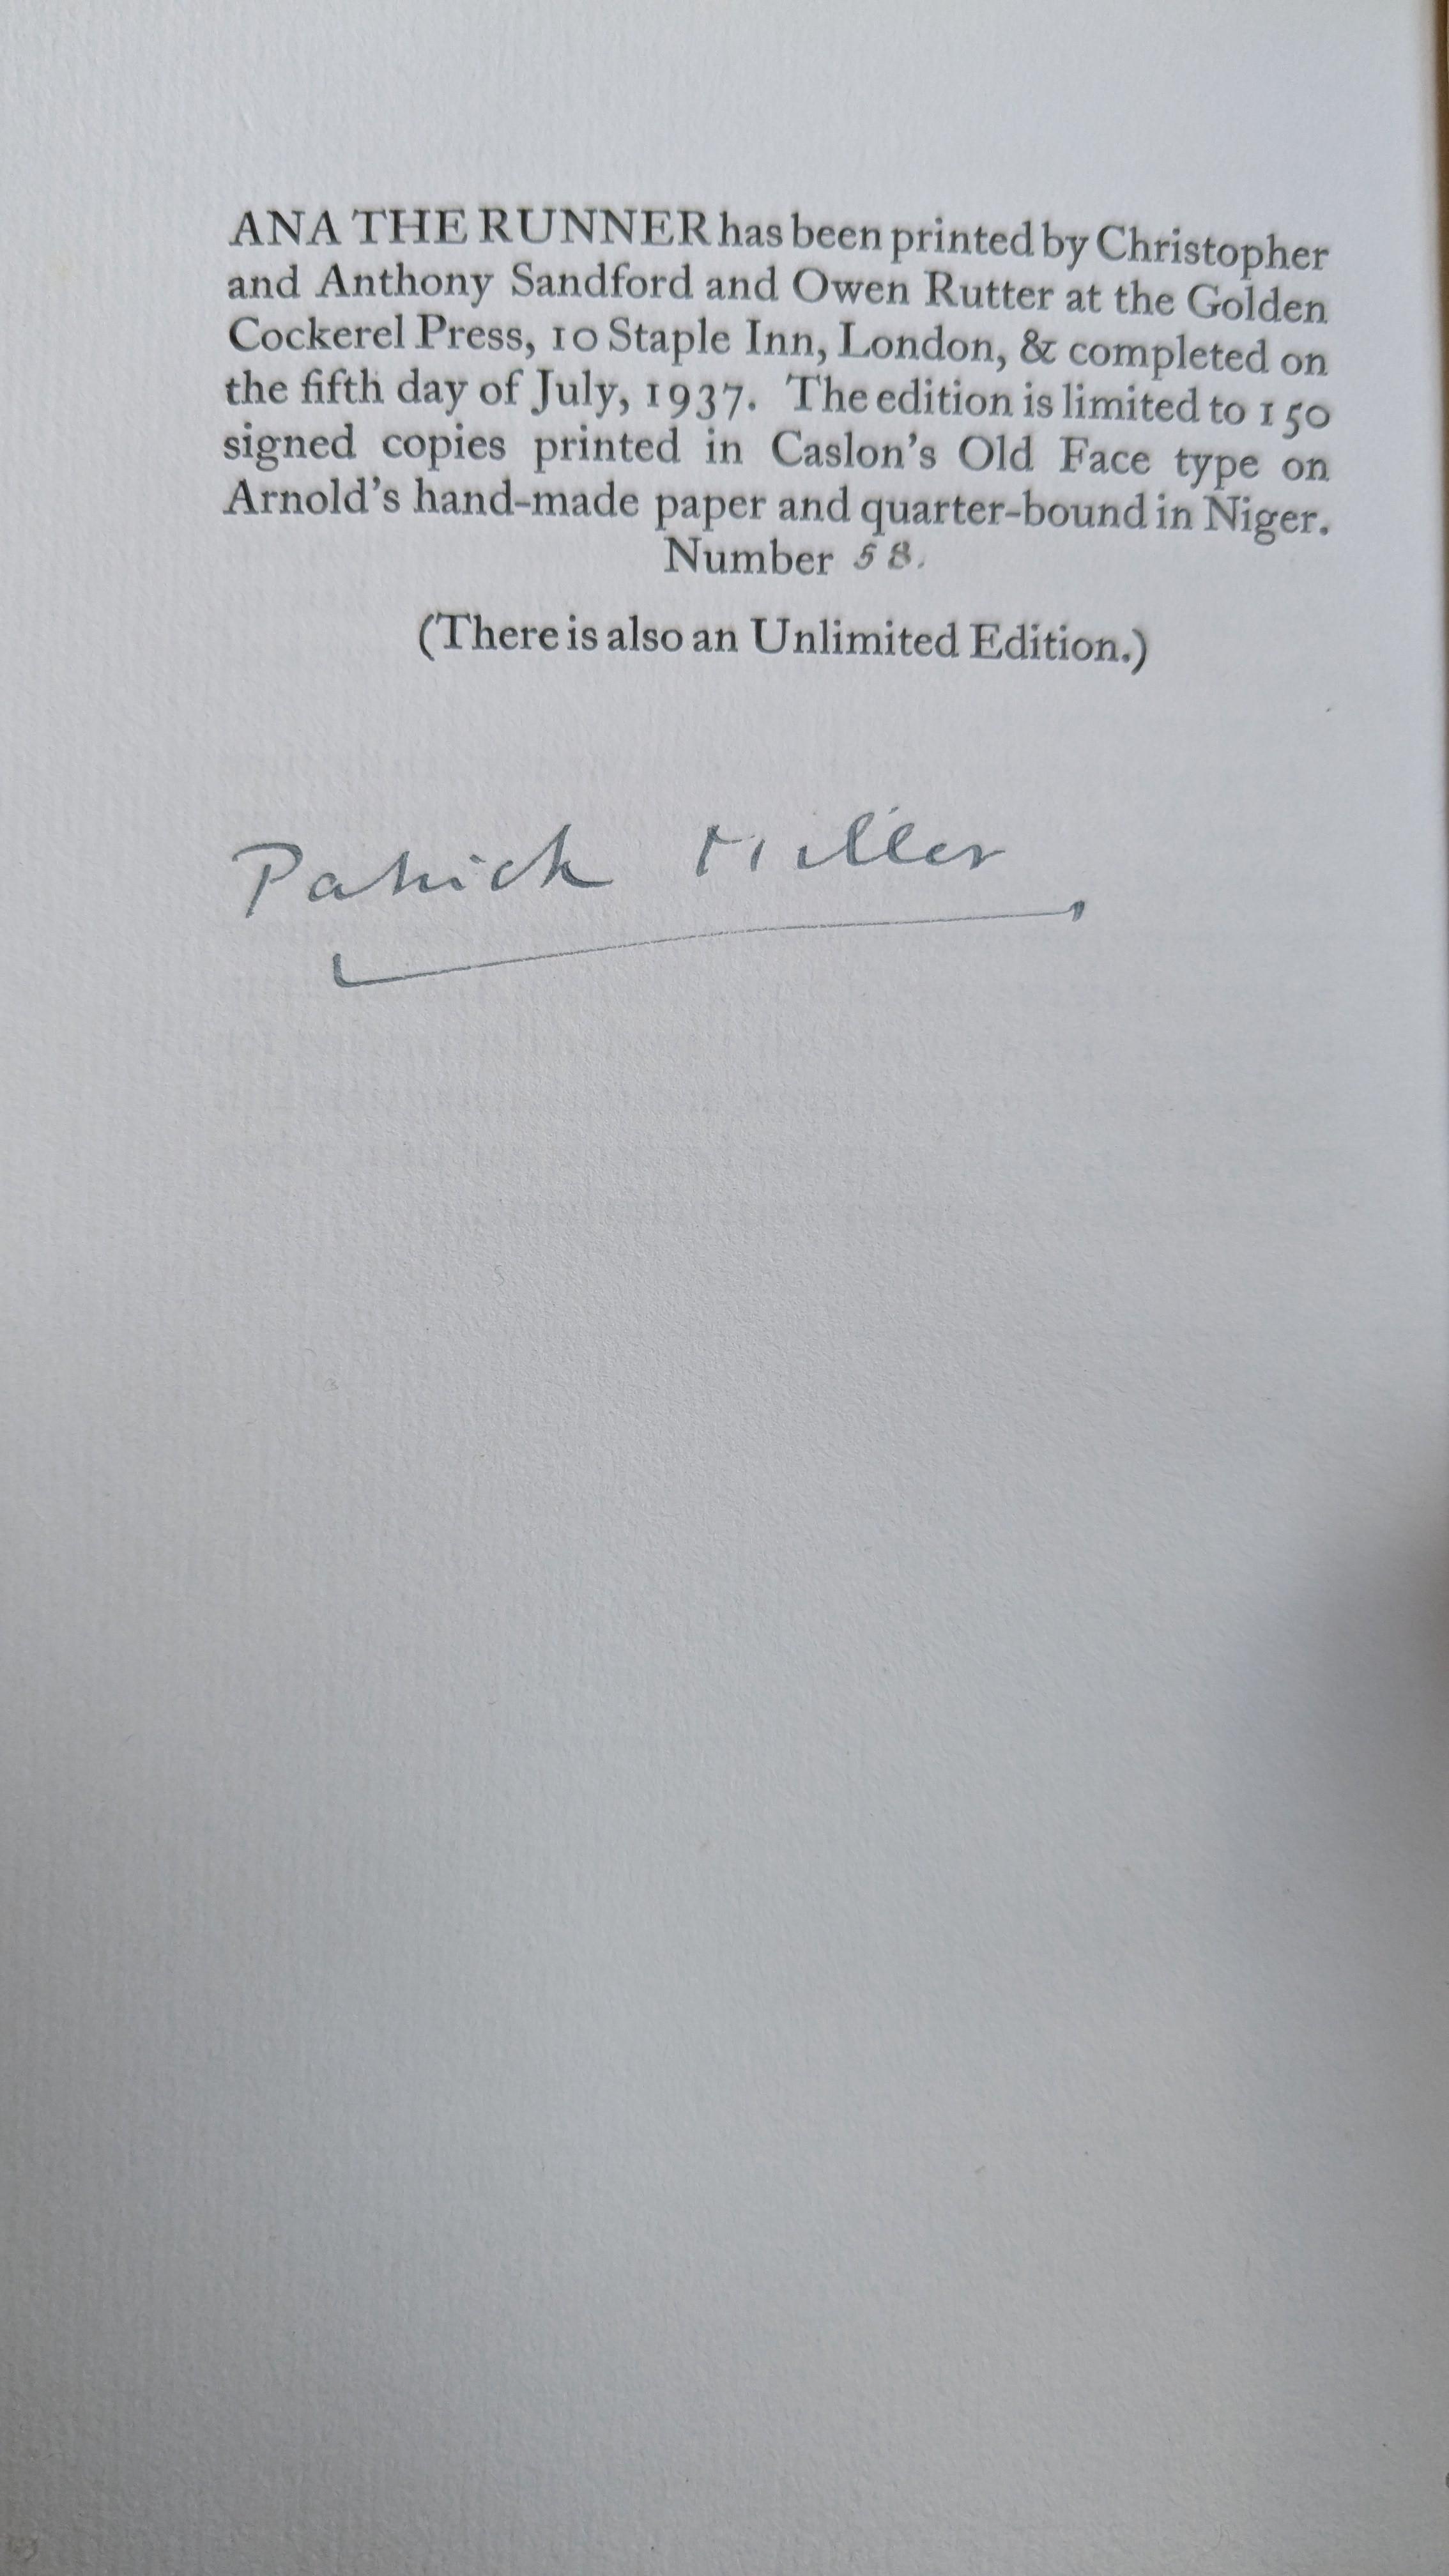 ANA THE RUNNER has been printed by Christopher
and Anthony Sandford and Owen Rutter at the Golden
Cockerel Press, 10 Staple Inn, London, & completed on
the fifth day of July, 1937. The edition is limited to 150
signed copies printed in Caslon's Old Face type on
Arnold's hand-made paper and quarter-bound in Niger.
Number 58.
(There is also an Unlimited Edition.)
Patrick Miller